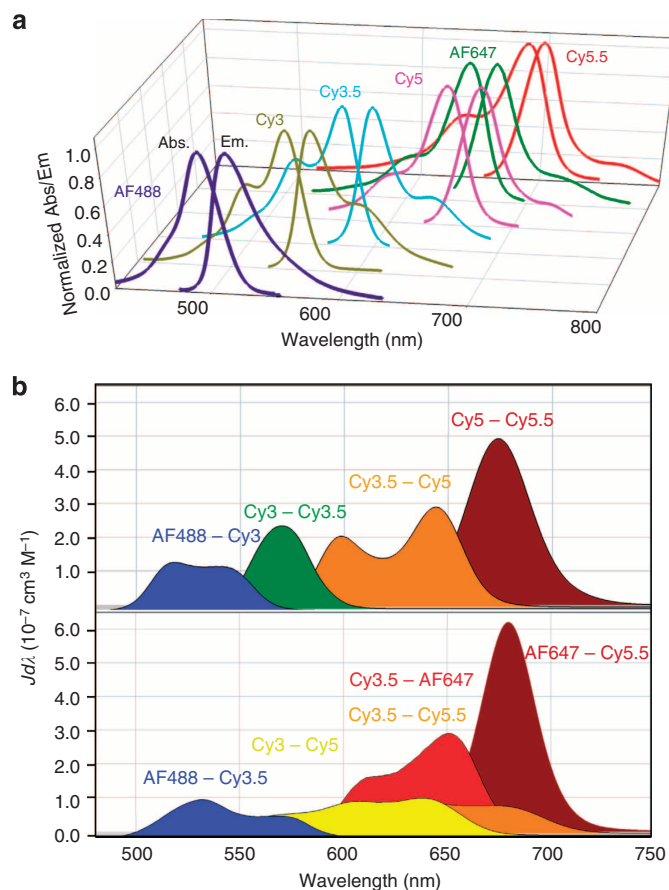 a
Cy5.5
AF647
Cy5
Cy3.5
Cy3
Abs.
Em.
AF488
Normalized Abs/Em
1.0
0.8
0.6
0.4
0.2
0.0
500
600
700
800
Wavelength (nm)
b
6.0
5.0
4.0
3.0
2.0
1.0
Cy5 – Cy5.5
Cy3.5 – Cy5
Cy3 – Cy3.5
AF488 – Cy3
Jdλ (10⁻⁷ cm³ M⁻¹)
6.0
5.0
4.0
3.0
2.0
1.0
0.0
AF647 – Cy5.5
Cy3.5 – AF647
Cy3.5 – Cy5.5
Cy3 – Cy5
AF488 – Cy3.5
500
550
600
650
700
750
Wavelength (nm)